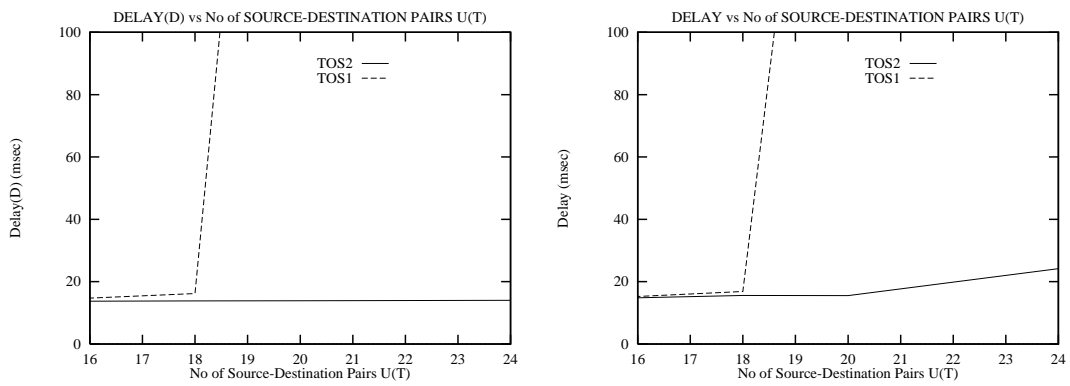 DELAY(D) vs No of SOURCE-DESTINATION PAIRS U(T)
100
80
60
40
20
0
Delay(D) (msec)
TOS2
TOS1
16 17 18 19 20 21 22 23 24
No of Source-Destination Pairs U(T)
DELAY vs No of SOURCE-DESTINATION PAIRS U(T)
100
80
60
40
20
0
Delay (msec)
TOS2
TOS1
16 17 18 19 20 21 22 23 24
No of Source-Destination Pairs U(T)